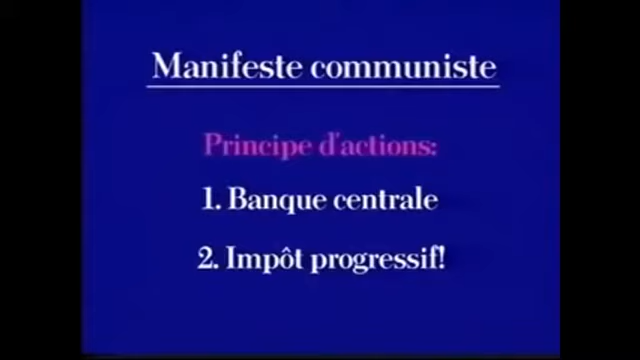 Manifeste communiste
Principe d'actions:
1. Banque centrale
2. Impôt progressif!